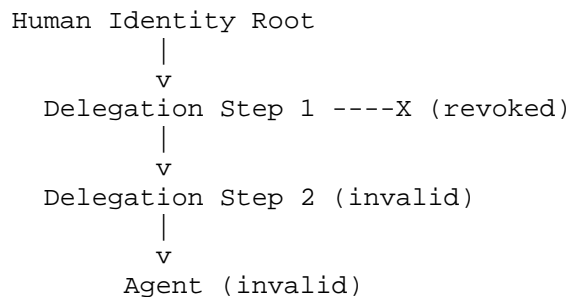 Human Identity Root
|
v
Delegation Step 1 ----X (revoked)
|
v
Delegation Step 2 (invalid)
|
v
Agent (invalid)